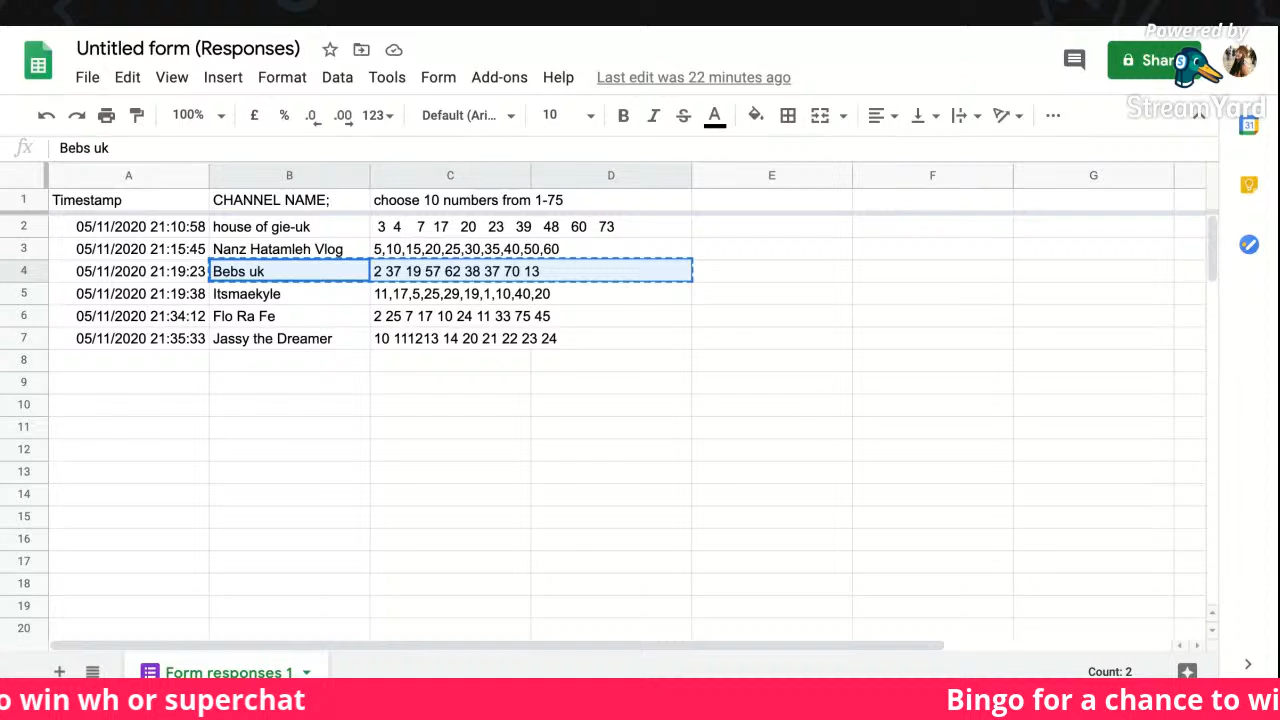 Powered by
Untitled form (Responses)
File Edit View Insert Format Data Tools Form Add-ons Help Last edit was 22 minutes ago
Shar
StreamYard
100% £ % .0 .00 123 Default (Ari... 10 B I S A
31
fx Bebs uk
A B C D E F G
1 Timestamp CHANNEL NAME; choose 10 numbers from 1-75
2 05/11/2020 21:10:58 house of gie-uk 3 4 7 17 20 23 39 48 60 73
3 05/11/2020 21:15:45 Nanz Hatamleh Vlog 5,10,15,20,25,30,35,40,50,60
4 05/11/2020 21:19:23 Bebs uk 2 37 19 57 62 38 37 70 13
5 05/11/2020 21:19:38 Itsmaekyle 11,17,5,25,29,19,1,10,40,20
6 05/11/2020 21:34:12 Flo Ra Fe 2 25 7 17 10 24 11 33 75 45
7 05/11/2020 21:35:33 Jassy the Dreamer 10 111213 14 20 21 22 23 24
8
9
10
11
12
13
14
15
16
17
18
19
20
Form responses 1 Count: 2
o win wh or superchat Bingo for a chance to wi